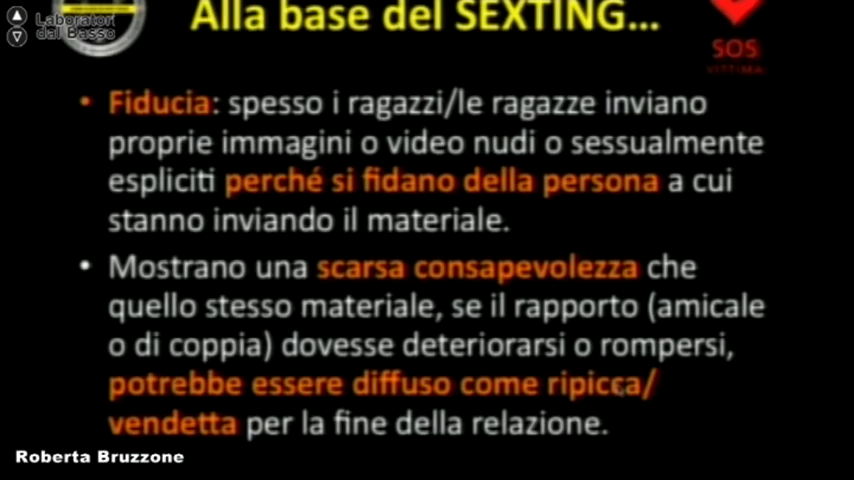 Laboratori
dal Basso
Alla base del SEXTING...
SOS
VITTIMA
• Fiducia: spesso i ragazzi/le ragazze inviano
proprie immagini o video nudi o sessualmente
espliciti perché si fidano della persona a cui
stanno inviando il materiale.
• Mostrano una scarsa consapevolezza che
quello stesso materiale, se il rapporto (amicale
o di coppia) dovesse deteriorarsi o rompersi,
potrebbe essere diffuso come ripicca/
vendetta per la fine della relazione.
Roberta Bruzzone